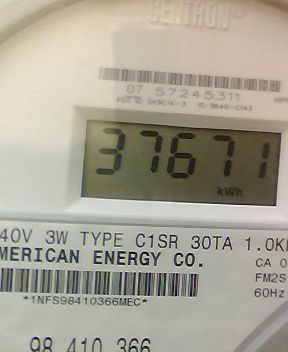 CENTRON®
07 57245311
37671
kWh
40V 3W TYPE C1SR 30TA 1.0K
MERICAN ENERGY CO.
CA 0
FM2S
60Hz
*1NFS98410366MEC*
98 410 366